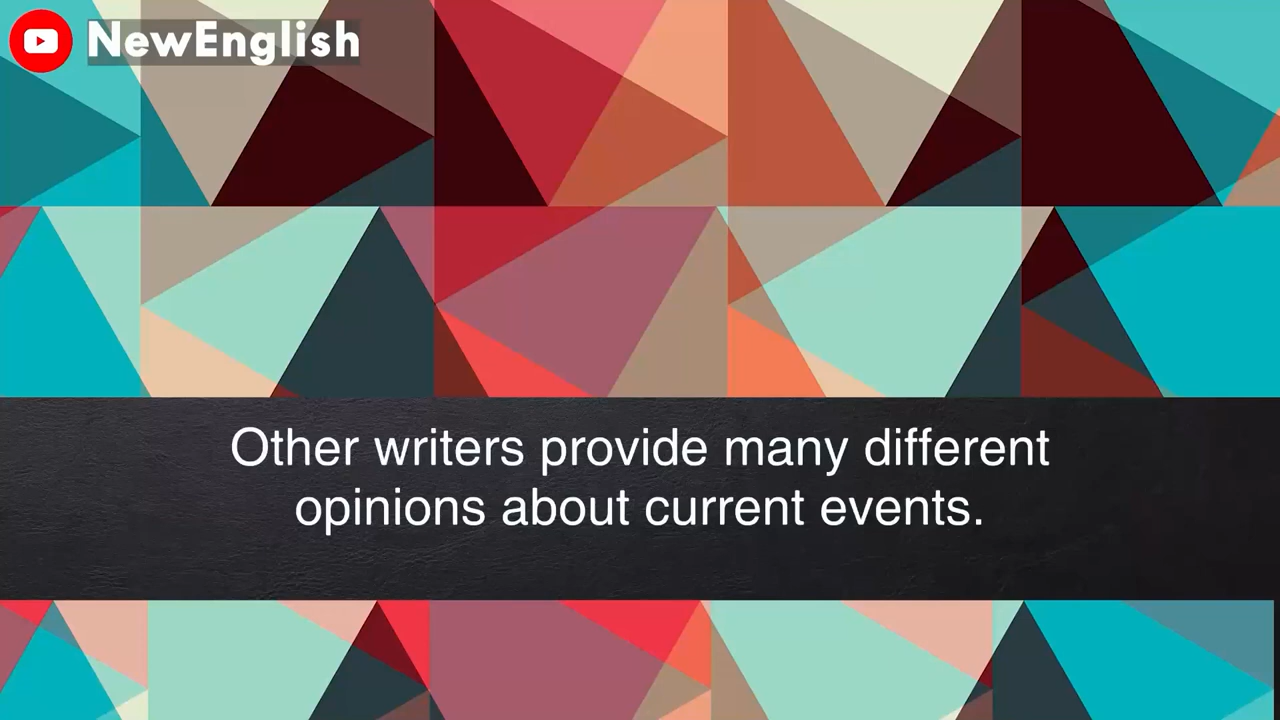 NewEnglish
Other writers provide many different
opinions about current events.